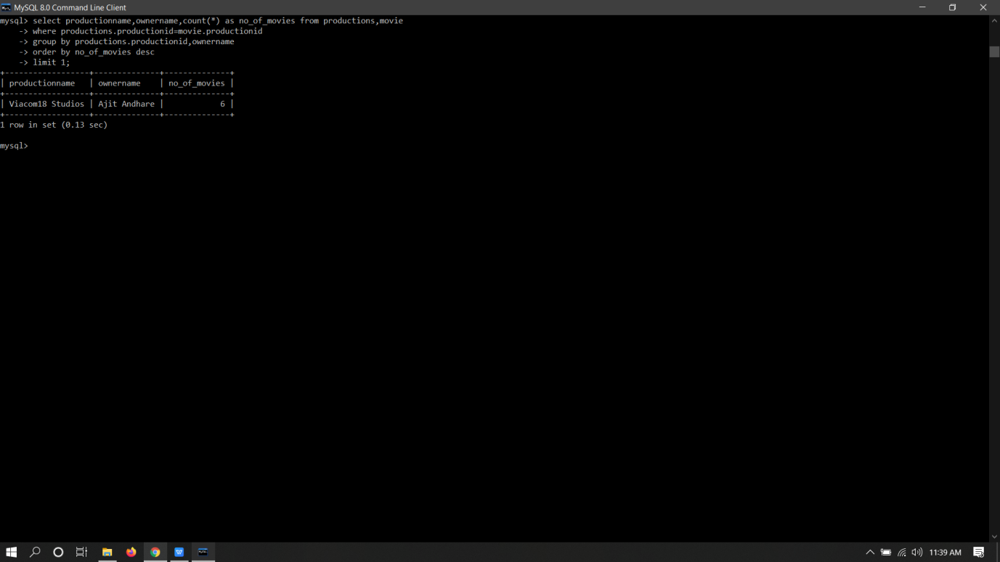 MySQL 8.0 Command Line Client
mysql> select productionname,ownername,count(*) as no_of_movies from productions,movie
    -> where productions.productionid=movie.productionid
    -> group by productions.productionid,ownername
    -> order by no_of_movies desc
    -> limit 1;
+------------------+--------------+--------------+
| productionname   | ownername    | no_of_movies |
+------------------+--------------+--------------+
| Viacom18 Studios | Ajit Andhare |            6 |
+------------------+--------------+--------------+
1 row in set (0.13 sec)
mysql>
11:39 AM